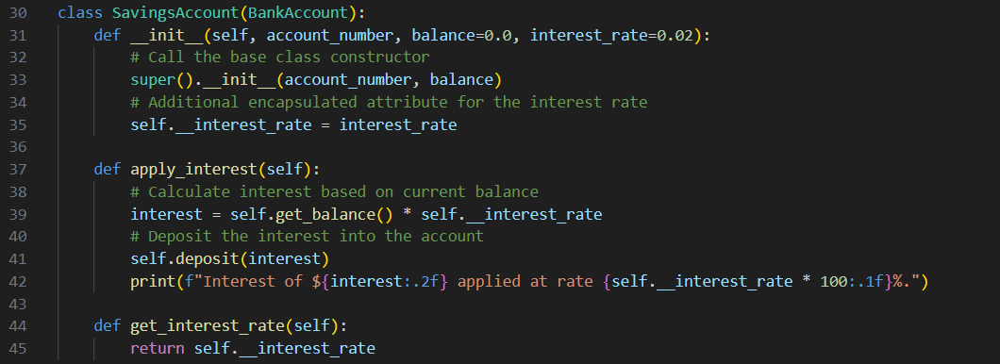 30 class SavingsAccount(BankAccount):
31     def __init__(self, account_number, balance=0.0, interest_rate=0.02):
32         # Call the base class constructor
33         super().__init__(account_number, balance)
34         # Additional encapsulated attribute for the interest rate
35         self.__interest_rate = interest_rate
36
37     def apply_interest(self):
38         # Calculate interest based on current balance
39         interest = self.get_balance() * self.__interest_rate
40         # Deposit the interest into the account
41         self.deposit(interest)
42         print(f"Interest of ${interest:.2f} applied at rate {self.__interest_rate * 100:.1f}%.")
43
44     def get_interest_rate(self):
45         return self.__interest_rate